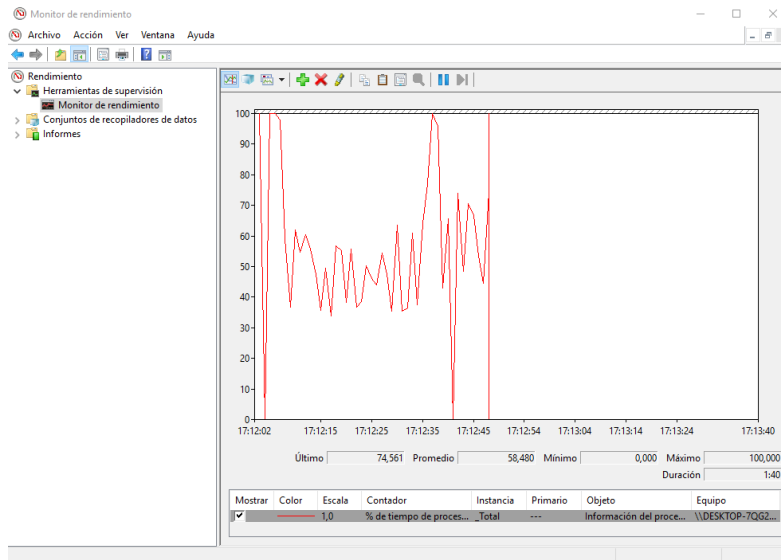 Monitor de rendimiento
Archivo Acción Ver Ventana Ayuda
Rendimiento
Herramientas de supervisión
Monitor de rendimiento
Conjuntos de recopiladores de datos
Informes
100
90
80
70
60
50
40
30
20
10
0
17:12:02 17:12:15 17:12:25 17:12:35 17:12:45 17:12:54 17:13:04 17:13:14 17:13:24 17:13:40
Último 74,561 Promedio 58,480 Mínimo 0,000 Máximo 100,000
Duración 1:40
Mostrar Color Escala Contador Instancia Primario Objeto Equipo
1,0 % de tiempo de proces... _Total --- Información del proce... \\DESKTOP-7QG2...